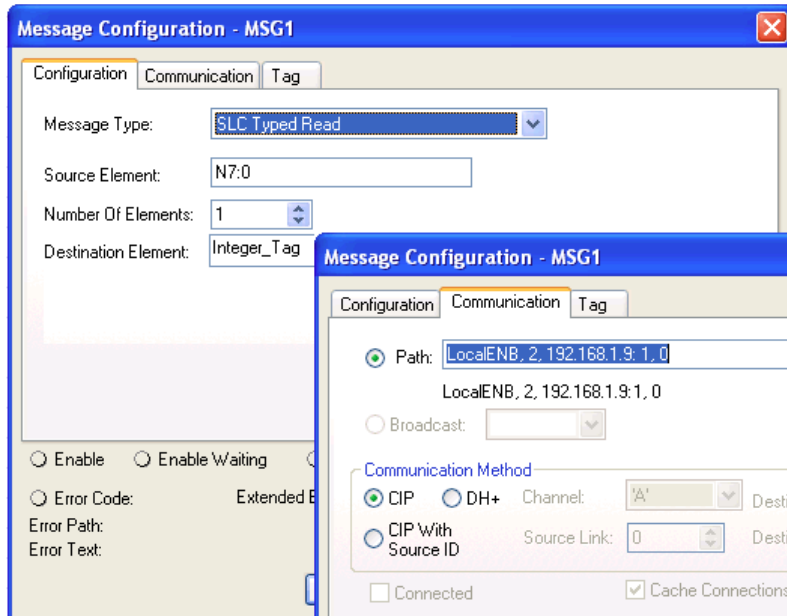 Message Configuration - MSG1
Configuration Communication Tag
Message Type: SLC Typed Read
Source Element: N7:0
Number Of Elements: 1
Destination Element: Integer_Tag
Enable Enable Waiting
Error Code: Extended E
Error Path:
Error Text:
Message Configuration - MSG1
Configuration Communication Tag
Path: LocalENB, 2, 192.168.1.9: 1, 0
LocalENB, 2, 192.168.1.9:1, 0
Broadcast:
Communication Method
CIP DH+ Channel: 'A' Desti
CIP With
Source ID Source Link: 0 Desti
Connected Cache Connections